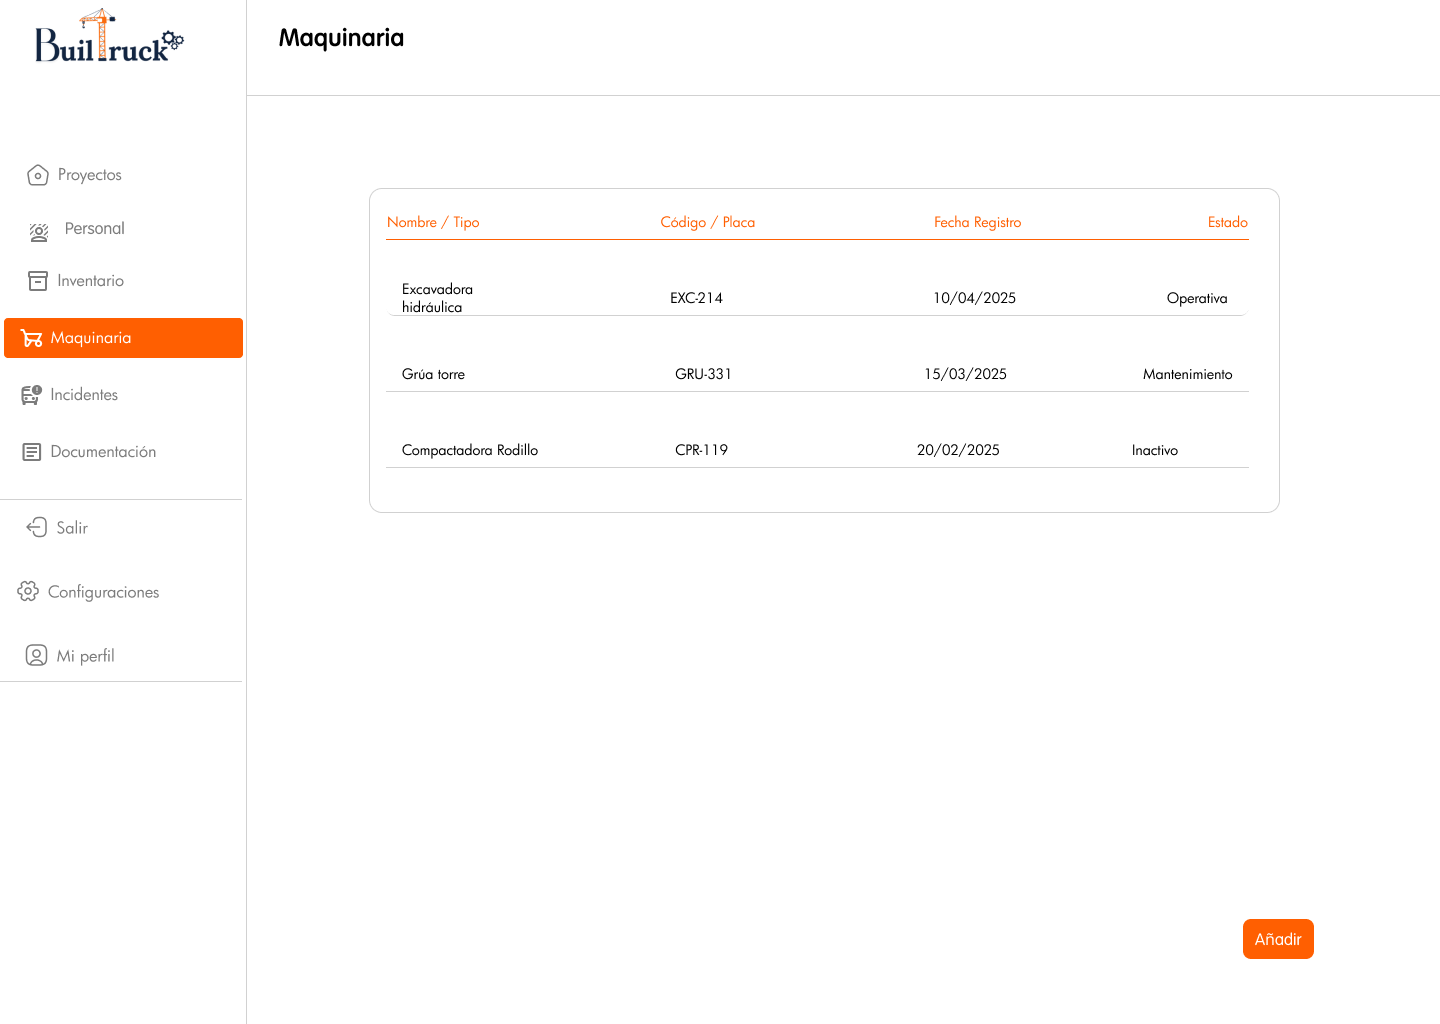 BuilTruck
Maquinaria
Proyectos
Personal
Inventario
Maquinaria
Incidentes
Documentación
Salir
Configuraciones
Mi perfil
Nombre / Tipo Código / Placa Fecha Registro Estado
Excavadora
hidráulica EXC-214 10/04/2025 Operativa
Grúa torre GRU-331 15/03/2025 Mantenimiento
Compactadora Rodillo CPR-119 20/02/2025 Inactivo
Añadir